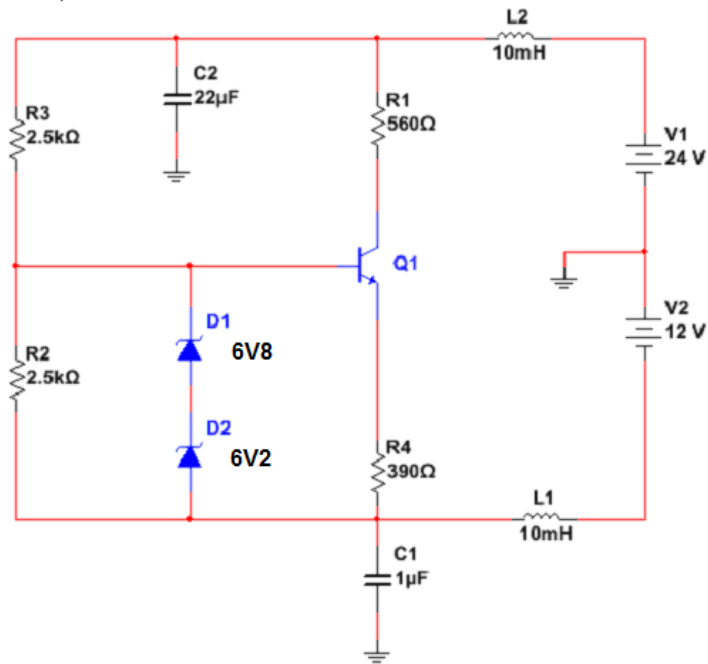 L2
10mH
C2
22µF
R1
560Ω
R3
2.5kΩ
V1
24 V
Q1
D1
6V8
V2
12 V
R2
2.5kΩ
D2
6V2
R4
390Ω
L1
10mH
C1
1µF